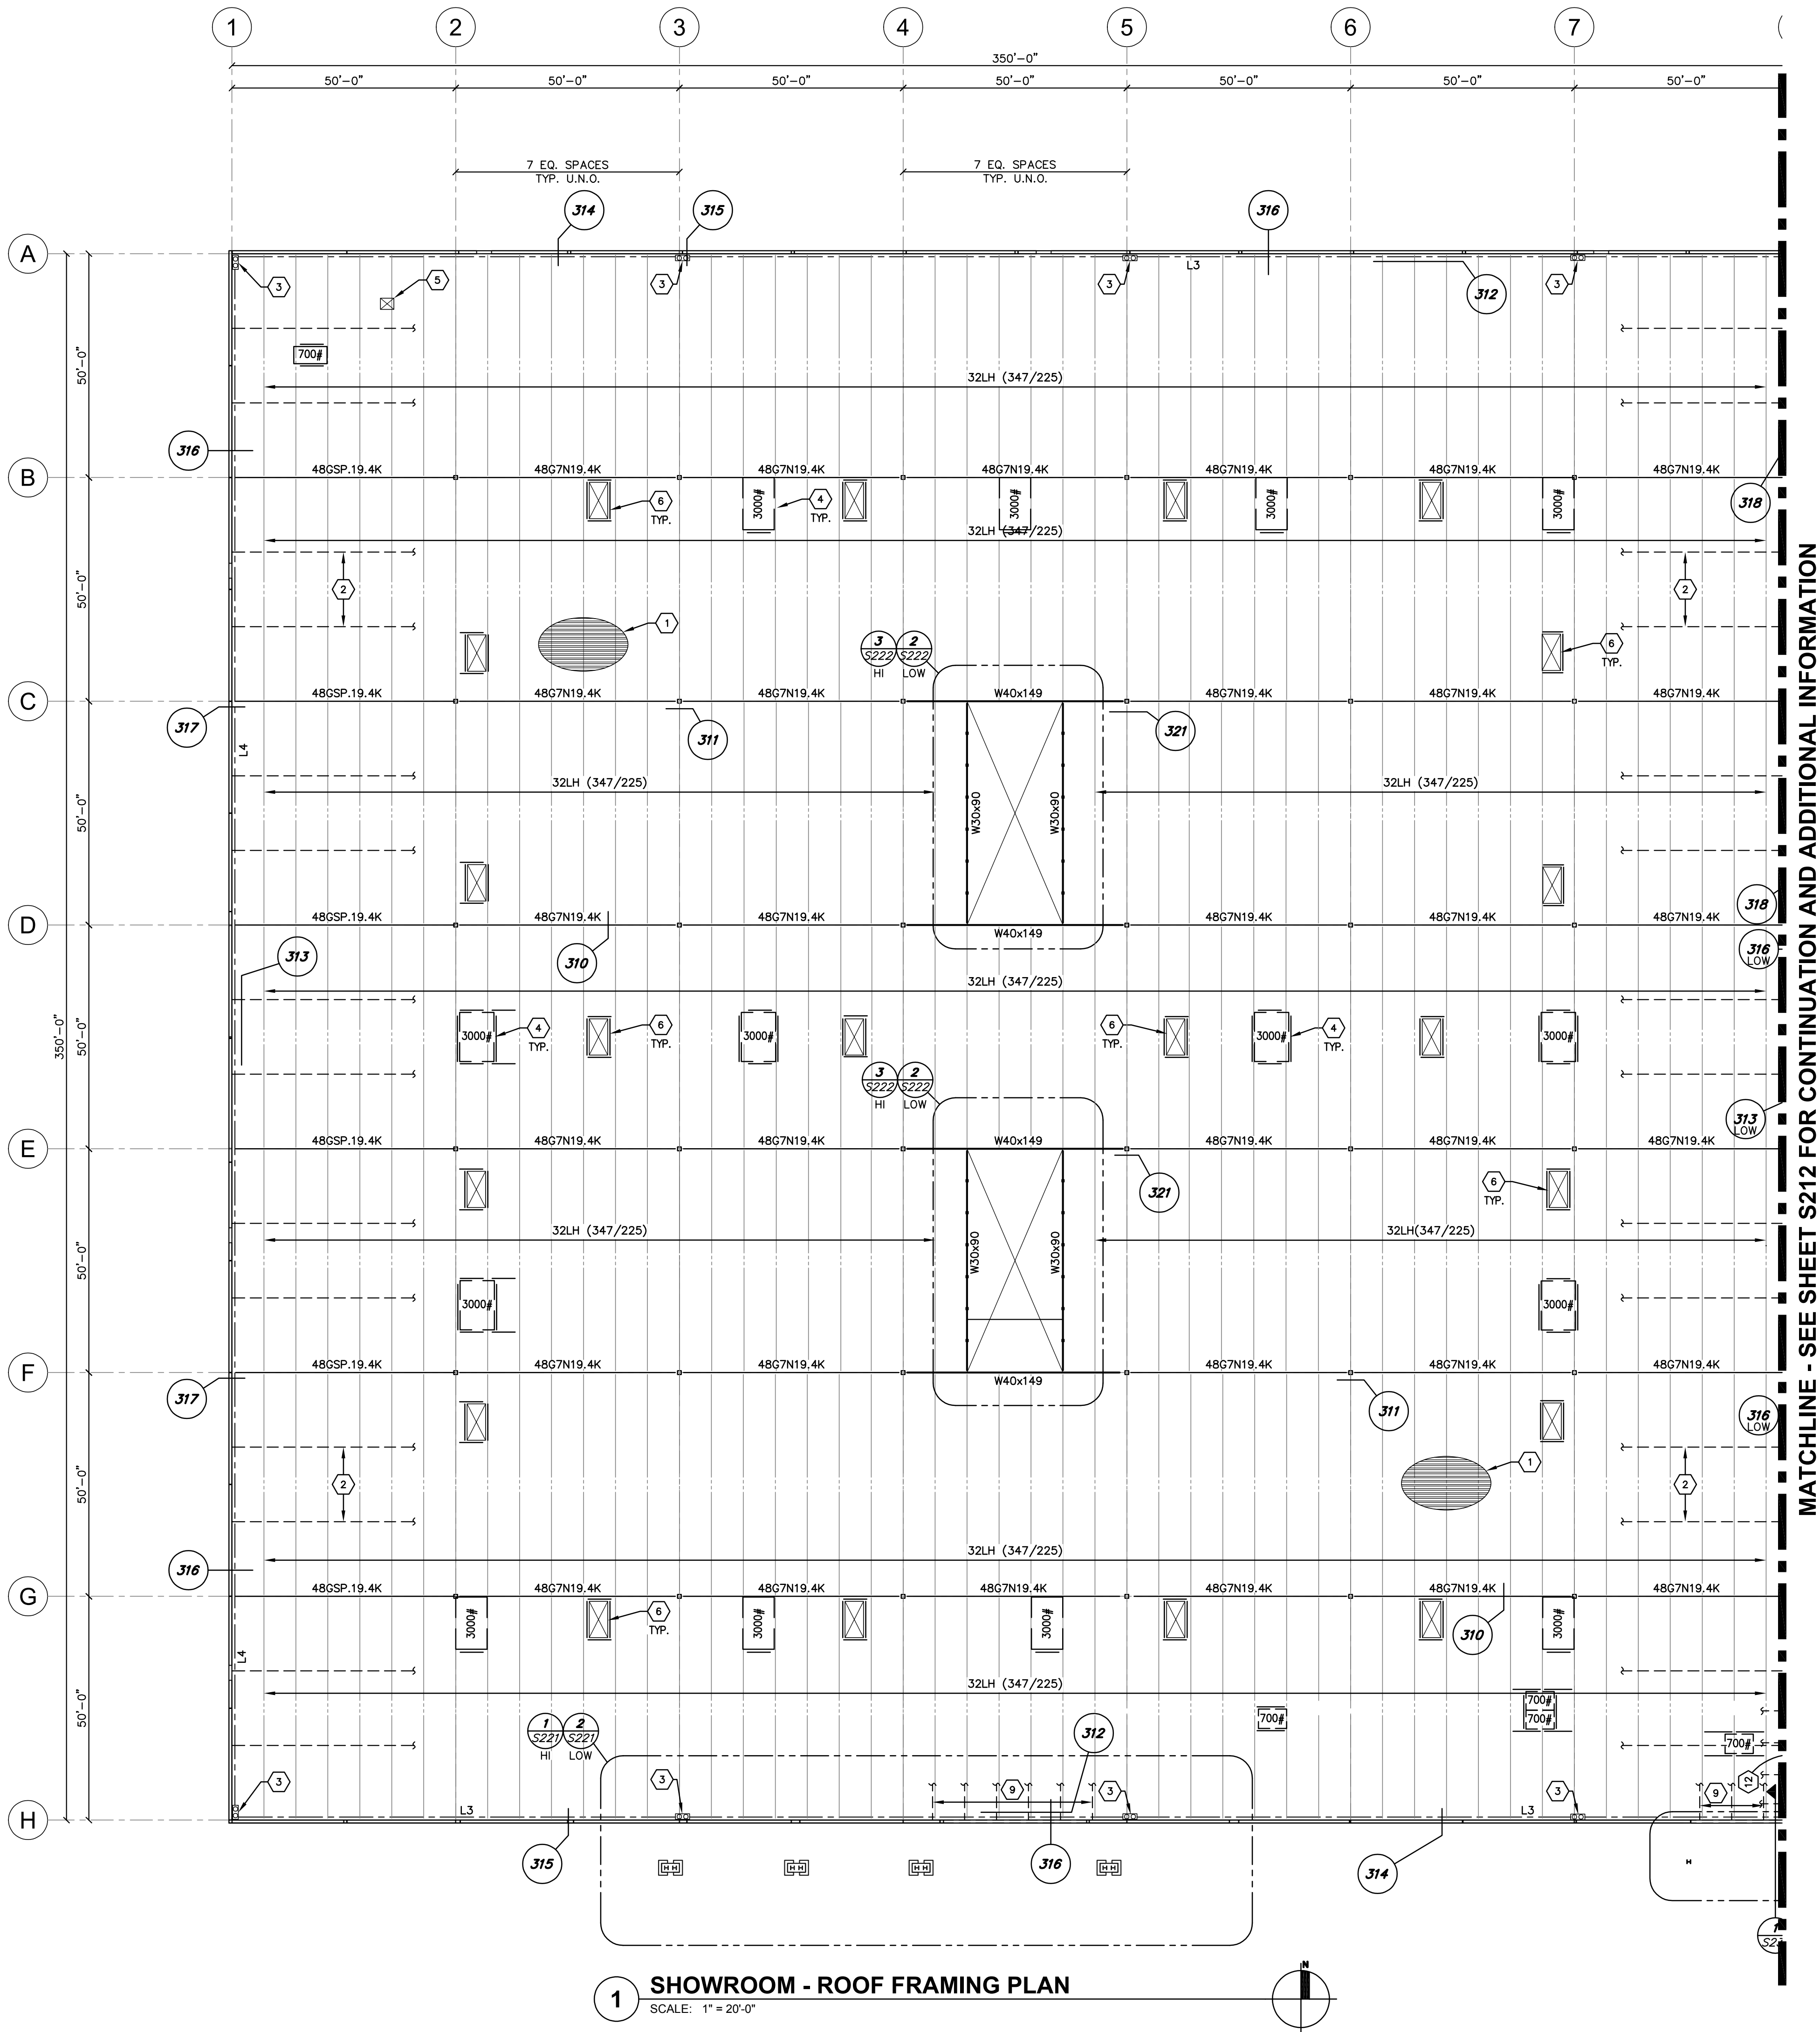 1 2 3 4 5 6 7
350'-0"
50'-0" 50'-0" 50'-0" 50'-0" 50'-0" 50'-0" 50'-0"
7 EQ. SPACES 7 EQ. SPACES
TYP. U.N.O. TYP. U.N.O.
314 315 316
A
L3
3 5 3 3 312 3
700#
50'-0"
32LH (347/225)
316
48GSP.19.4K 48G7N19.4K 48G7N19.4K 48G7N19.4K 48G7N19.4K 48G7N19.4K 48G7N19.4K
B
6 3000# 4 3000# 3000# 3000# 318
TYP. TYP.
32LH (347/225)
50'-0" 2 2
1
3 2 6
S222 S222 TYP.
HI LOW
48GSP.19.4K 48G7N19.4K 48G7N19.4K W40x149 48G7N19.4K 48G7N19.4K 48G7N19.4K
C
317 311 321
L4
32LH (347/225) 32LH (347/225)
50'-0" W30x90 W30x90
318
48GSP.19.4K 48G7N19.4K 48G7N19.4K 48G7N19.4K 48G7N19.4K 48G7N19.4K
D
W40x149
313 310 316
LOW
32LH (347/225)
350'-0" 50'-0"
3000# 4 6 3000# 6 3000# 4 3000#
TYP. TYP. TYP. TYP.
3 2
S222 S222
HI LOW
313
LOW
48GSP.19.4K 48G7N19.4K 48G7N19.4K W40x149 48G7N19.4K 48G7N19.4K 48G7N19.4K
E
321 6
TYP.
32LH (347/225) 32LH(347/225)
50'-0" W30x90 W30x90
3000# 3000#
48GSP.19.4K 48G7N19.4K 48G7N19.4K 48G7N19.4K 48G7N19.4K 48G7N19.4K
F
W40x149
317 311 316
LOW
1
50'-0" 2 2
32LH (347/225)
316
48GSP.19.4K 48G7N19.4K 48G7N19.4K 48G7N19.4K 48G7N19.4K 48G7N19.4K 48G7N19.4K
G
3000# 6 3000# 3000# 310 3000#
TYP.
L4
32LH (347/225)
50'-0" 700#
700#
700#
1 2 312
S221 S221 700#
HI LOW
3 3 9 3 3 9 12
L3 L3
H
315 316 314
H H H H H H H H H
1
MATCHLINE - SEE SHEET S212 FOR CONTINUATION AND ADDITIONAL INFORMATION
1 SHOWROOM - ROOF FRAMING PLAN
SCALE: 1" = 20'-0"
N